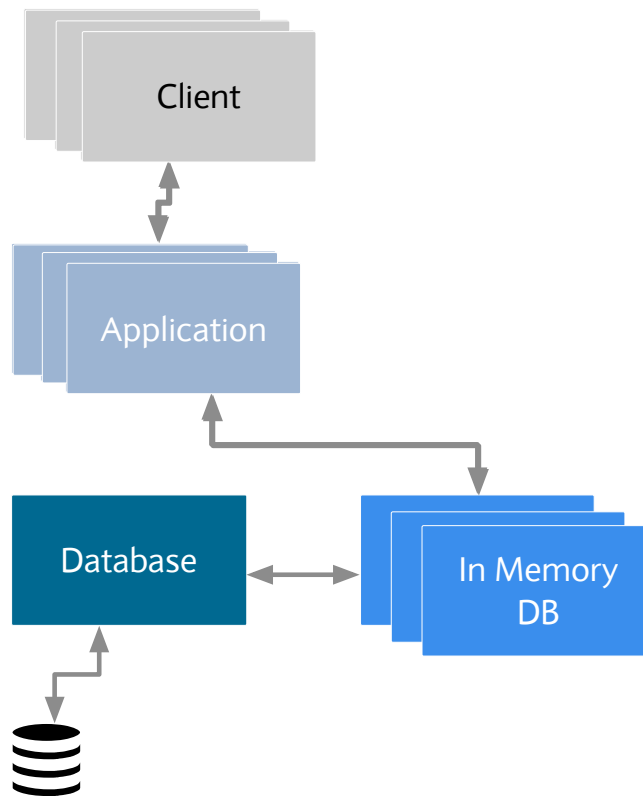 Client
Application
Database
In Memory
DB